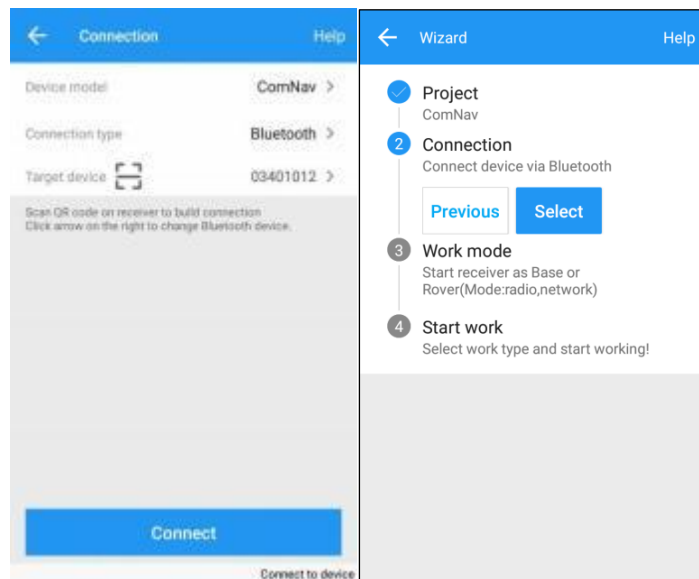 Connection
Help
Device model
ComNav
Connection type
Bluetooth
Target device
03401012
Scan QR code on receiver to build connection
Click arrow on the right to change Bluetooth device.
Connect
Connect to device
Wizard
Help
Project
ComNav
2
Connection
Connect device via Bluetooth
Previous
Select
3
Work mode
Start receiver as Base or
Rover(Mode:radio,network)
4
Start work
Select work type and start working!